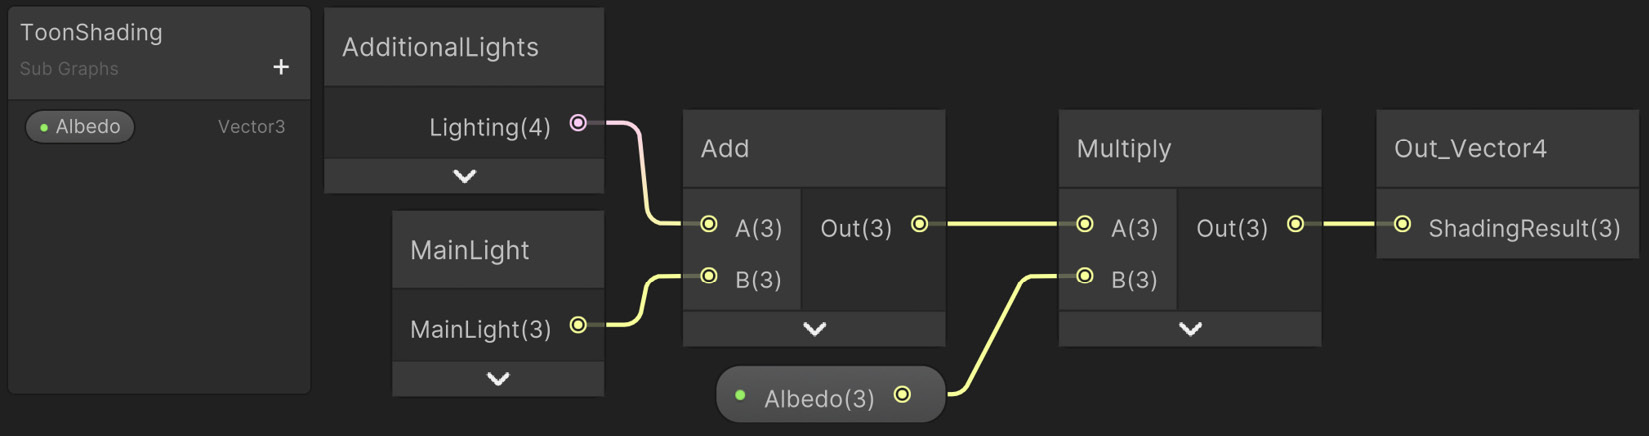 ToonShading
Sub Graphs
+
Albedo
Vector3
AdditionalLights
Lighting(4)
MainLight
MainLight(3)
Add
A(3)
Out(3)
B(3)
Albedo(3)
Multiply
A(3)
Out(3)
B(3)
Out_Vector4
ShadingResult(3)